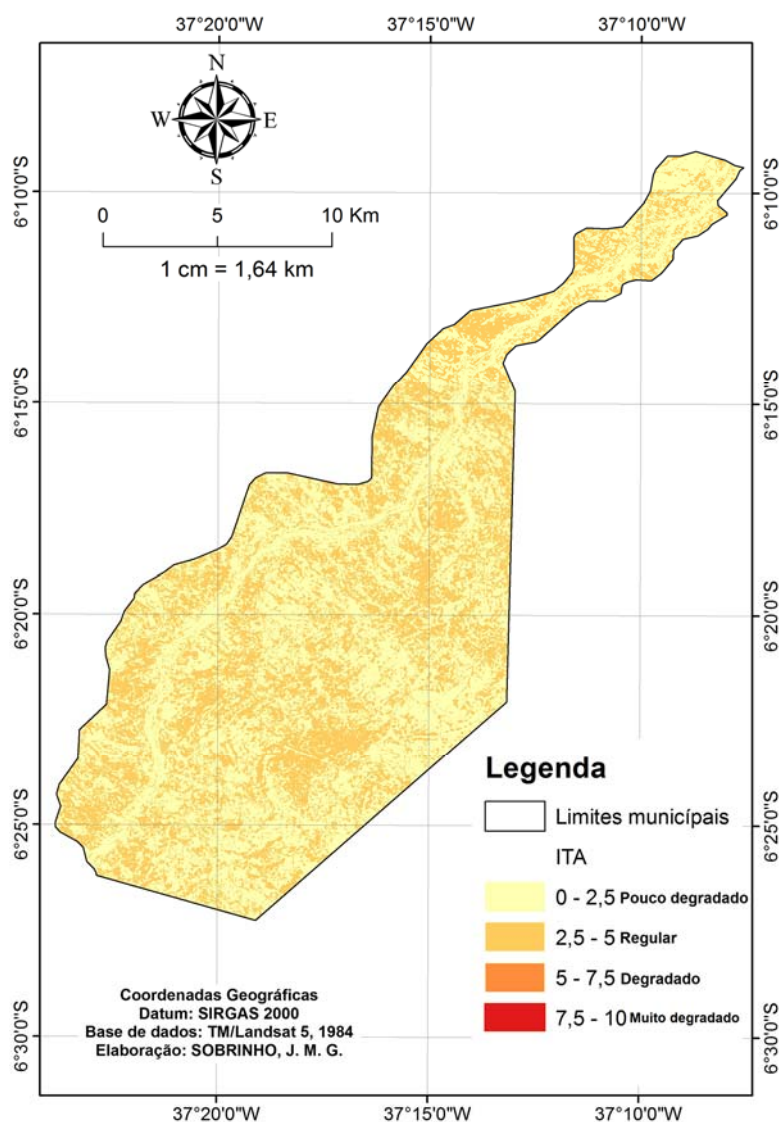 37°20'0"W 37°15'0"W 37°10'0"W
N
W E
S
6°10'0"S 6°10'0"S
0 5 10 Km
1 cm = 1,64 km
6°15'0"S 6°15'0"S
6°20'0"S 6°20'0"S
Legenda
Limites municípais
6°25'0"S 6°25'0"S
ITA
0 - 2,5 Pouco degradado
2,5 - 5 Regular
5 - 7,5 Degradado
7,5 - 10 Muito degradado
Coordenadas Geográficas
Datum: SIRGAS 2000
Base de dados: TM/Landsat 5, 1984
Elaboração: SOBRINHO, J. M. G.
6°30'0"S 6°30'0"S
37°20'0"W 37°15'0"W 37°10'0"W